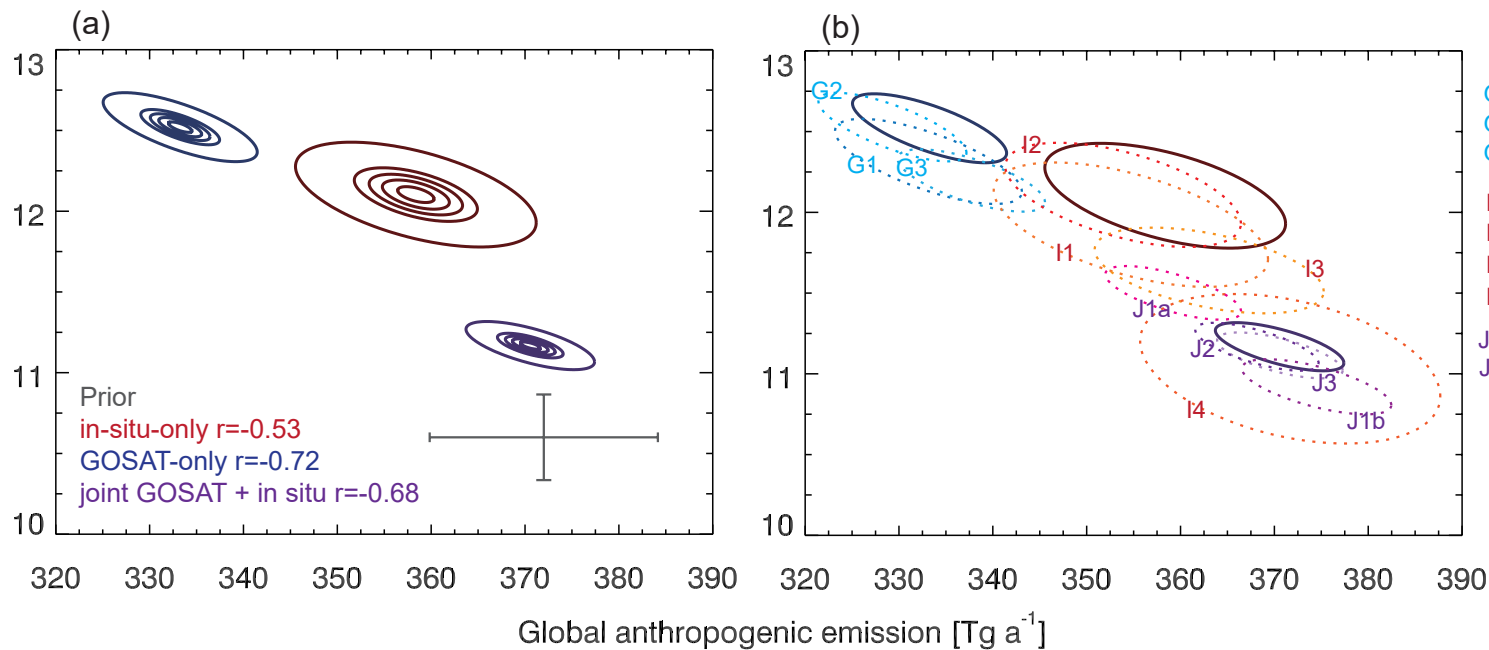 (a)
(b)
13
12
11
10
Prior
in-situ-only r=-0.53
GOSAT-only r=-0.72
joint GOSAT + in situ r=-0.68
320 330 340 350 360 370 380 390
13
12
11
10
G2
G1
G3
I2
I1
I3
J1a
J2
J3
I4
J1b
320 330 340 350 360 370 380 390
Global anthropogenic emission [Tg a⁻¹]